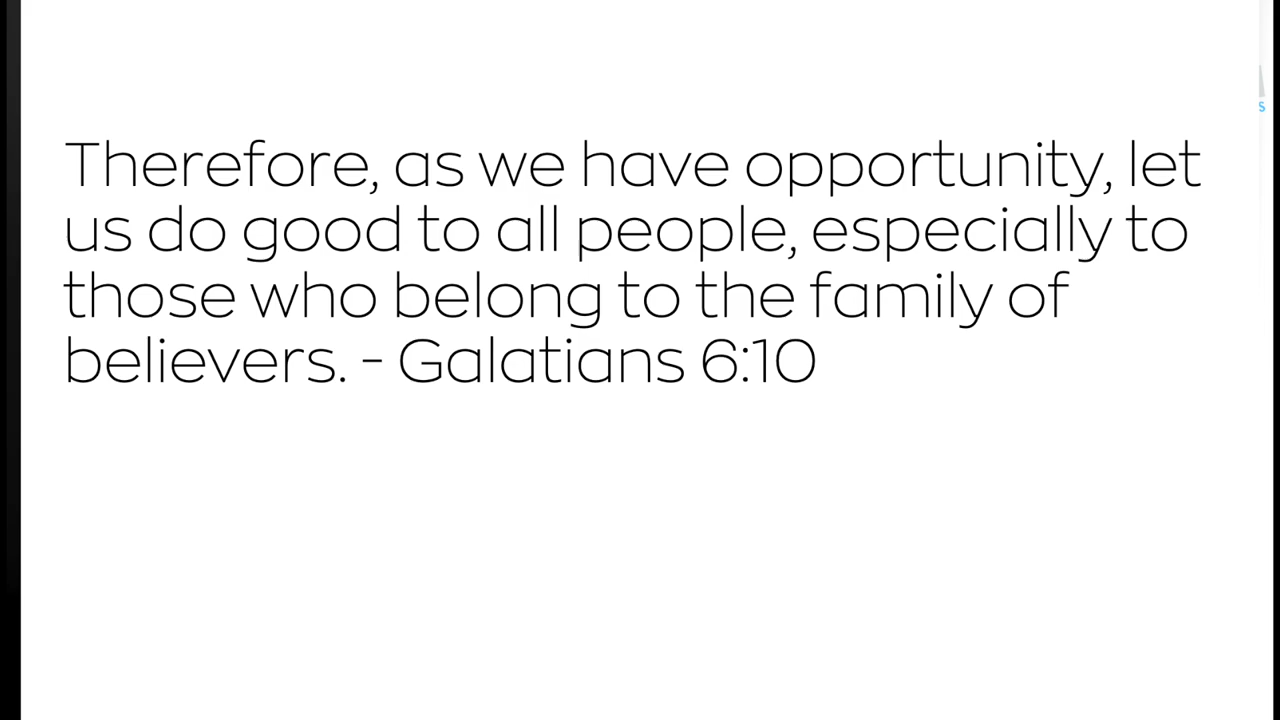 Therefore, as we have opportunity, let
us do good to all people, especially to
those who belong to the family of
believers. - Galatians 6:10